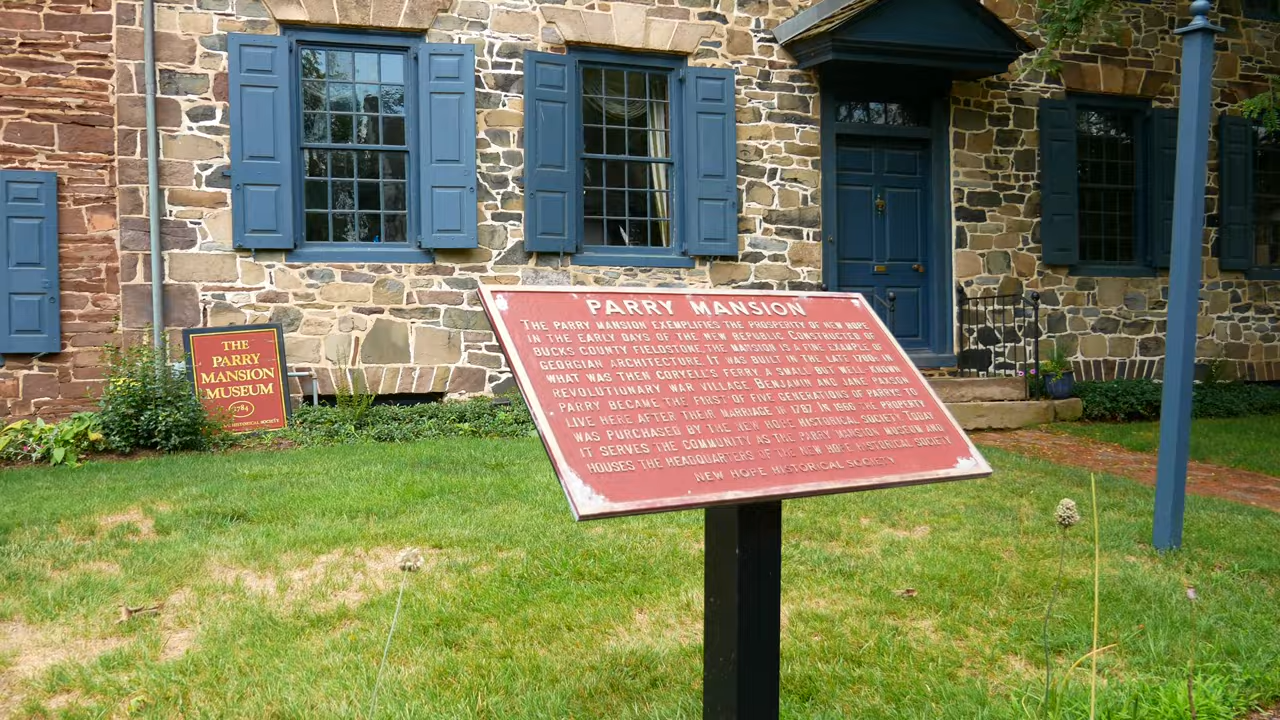 PARRY MANSION
THE PARRY MANSION EXEMPLIFIES THE PROSPERITY OF NEW HOPE
IN THE EARLY DAYS OF THE NEW REPUBLIC. CONSTRUCTED OF
BUCKS COUNTY FIELDSTONE, THE MANSION IS A FINE EXAMPLE OF
GEORGIAN ARCHITECTURE. IT WAS BUILT IN THE LATE 1700s IN
WHAT WAS THEN CORYELL'S FERRY, A SMALL BUT WELL-KNOWN
REVOLUTIONARY WAR VILLAGE. BENJAMIN AND JANE PAXSON
PARRY BECAME THE FIRST OF FIVE GENERATIONS OF PARRYS TO
LIVE HERE AFTER THEIR MARRIAGE IN 1787. IN 1966 THE PROPERTY
WAS PURCHASED BY THE NEW HOPE HISTORICAL SOCIETY. TODAY
IT SERVES THE COMMUNITY AS THE PARRY MANSION MUSEUM AND
HOUSES THE HEADQUARTERS OF THE NEW HOPE HISTORICAL SOCIETY.
NEW HOPE HISTORICAL SOCIETY
THE
PARRY
MANSION
MUSEUM
1784
HISTORICAL SOCIETY